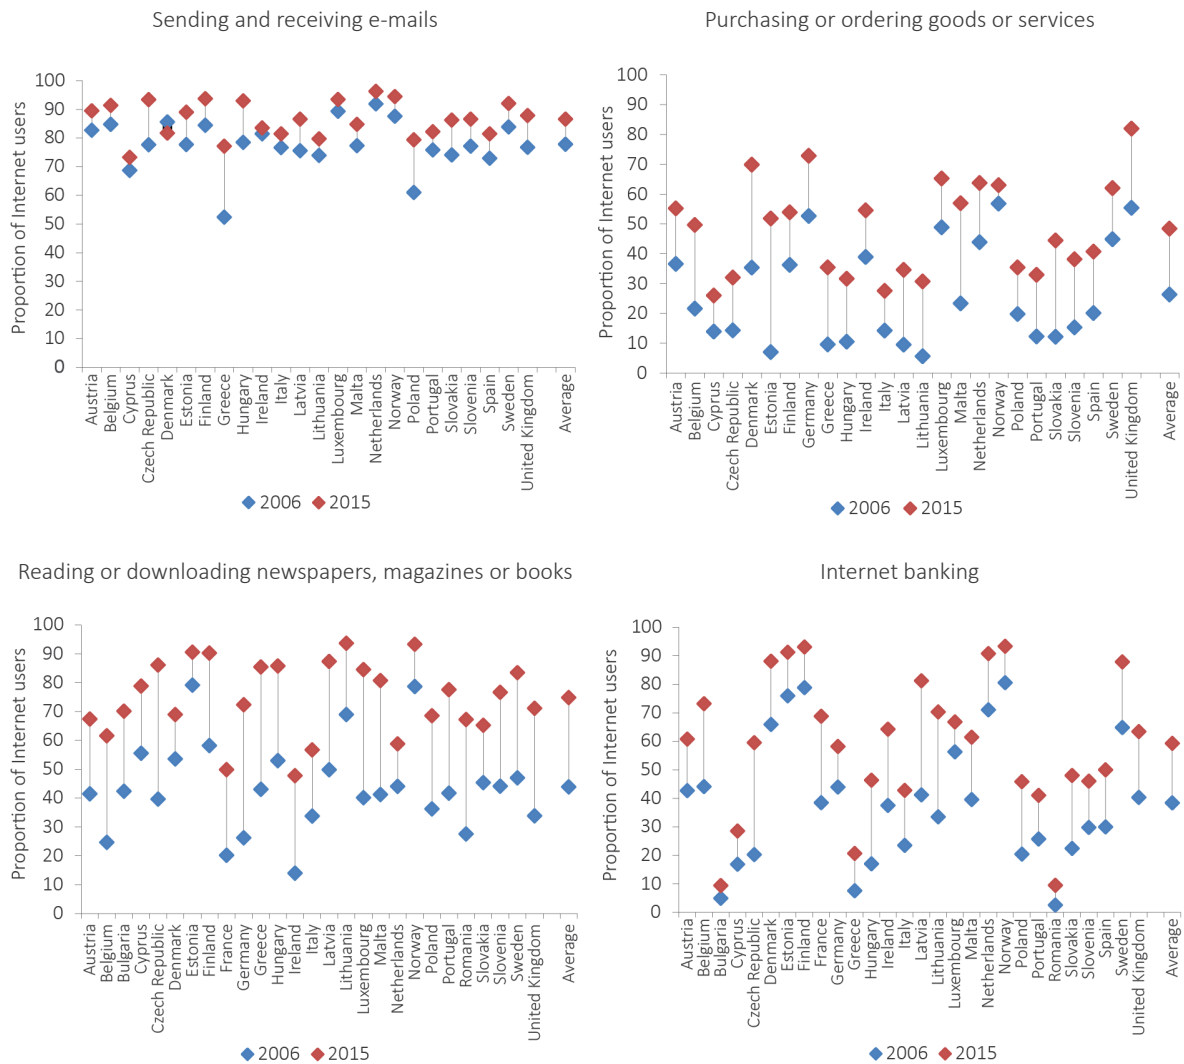 Sending and receiving e-mails
Proportion of Internet users
100
90
80
70
60
50
40
30
20
10
0
Austria
Belgium
Cyprus
Czech Republic
Denmark
Estonia
Finland
Greece
Hungary
Ireland
Italy
Latvia
Lithuania
Luxembourg
Malta
Netherlands
Norway
Poland
Portugal
Slovakia
Slovenia
Spain
Sweden
United Kingdom
Average
2006 2015
Purchasing or ordering goods or services
Proportion of Internet users
100
90
80
70
60
50
40
30
20
10
0
Austria
Belgium
Cyprus
Czech Republic
Denmark
Estonia
Finland
Germany
Greece
Hungary
Ireland
Italy
Latvia
Lithuania
Luxembourg
Malta
Netherlands
Norway
Poland
Portugal
Slovakia
Slovenia
Spain
Sweden
United Kingdom
Average
2006 2015
Reading or downloading newspapers, magazines or books
Proportion of Internet users
100
90
80
70
60
50
40
30
20
10
0
Austria
Belgium
Bulgaria
Cyprus
Czech Republic
Denmark
Estonia
Finland
France
Germany
Greece
Hungary
Ireland
Italy
Latvia
Lithuania
Luxembourg
Malta
Netherlands
Norway
Poland
Portugal
Romania
Slovakia
Slovenia
Sweden
United Kingdom
Average
2006 2015
Internet banking
Proportion of Internet users
100
90
80
70
60
50
40
30
20
10
0
Austria
Belgium
Bulgaria
Cyprus
Czech Republic
Denmark
Estonia
Finland
France
Germany
Greece
Hungary
Ireland
Italy
Latvia
Lithuania
Luxembourg
Malta
Netherlands
Norway
Poland
Portugal
Romania
Slovakia
Slovenia
Spain
Sweden
United Kingdom
Average
2006 2015